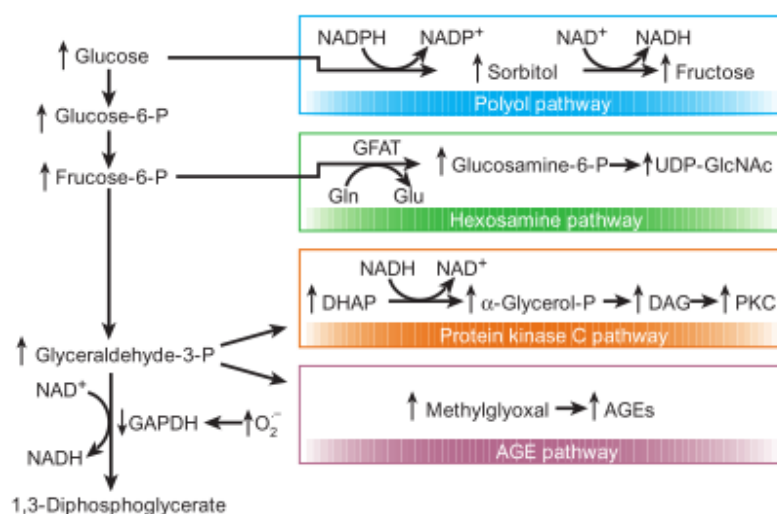 NADPH NADP+ NAD+ NADH
↑ Glucose
↑ Sorbitol ↑ Fructose
Polyol pathway
↑ Glucose-6-P
GFAT
↑ Glucosamine-6-P ↑ UDP-GlcNAc
↑ Frucose-6-P
Gln Glu
Hexosamine pathway
NADH NAD+
↑ DHAP ↑ α-Glycerol-P ↑ DAG ↑ PKC
Protein kinase C pathway
↑ Glyceraldehyde-3-P
NAD+
↑ Methylglyoxal ↑ AGEs
↓ GAPDH ↑ O2·−
AGE pathway
NADH
1,3-Diphosphoglycerate